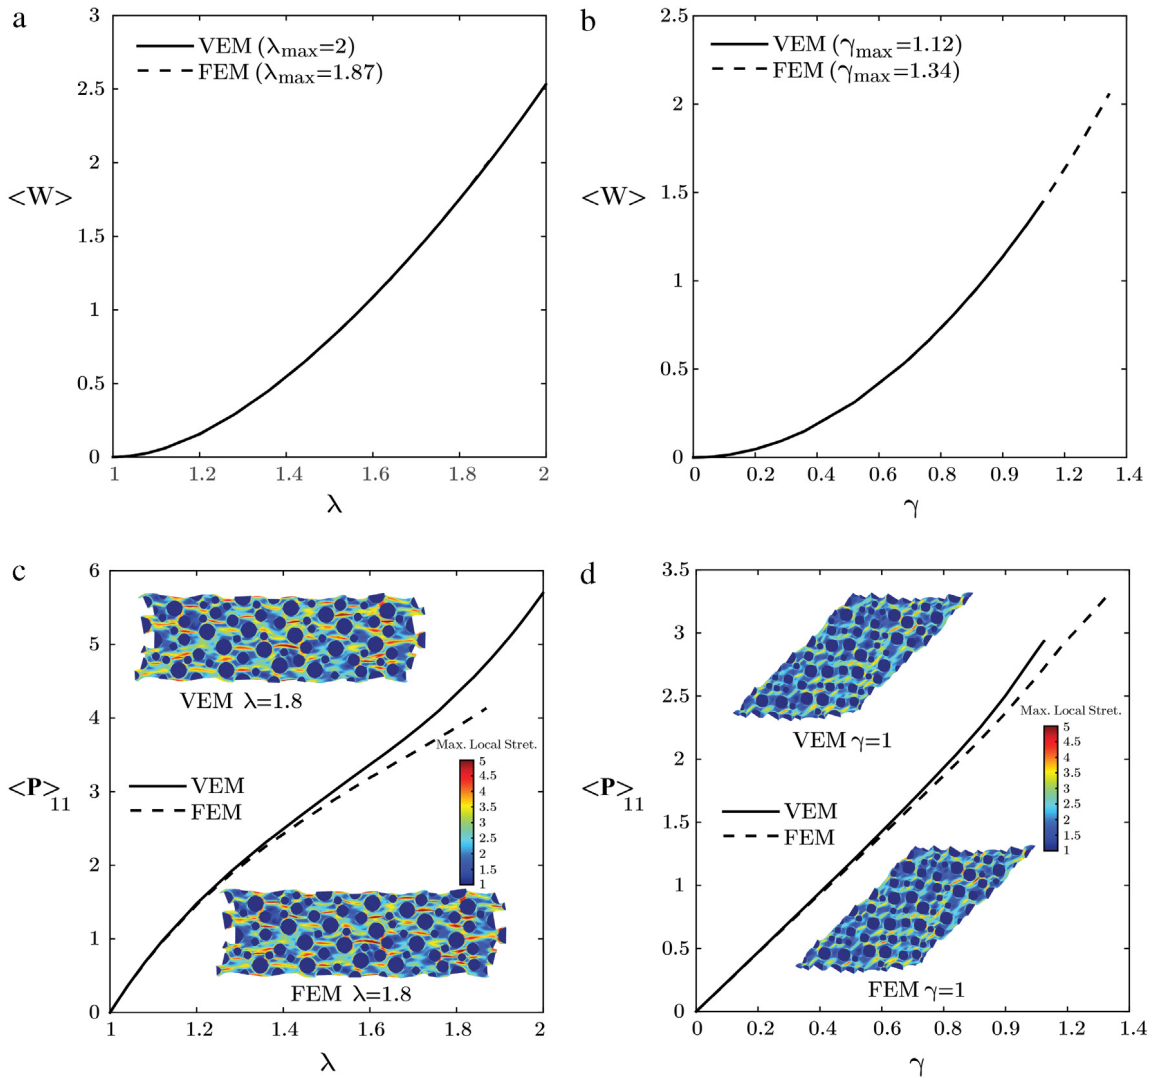 a
3
VEM (λmax=2)
FEM (λmax=1.87)
2.5
2
<W>
1.5
1
0.5
0
1
1.2
1.4
1.6
1.8
2
λ
b
2.5
VEM (γmax=1.12)
FEM (γmax=1.34)
2
<W>
1.5
1
0.5
0
0
0.2
0.4
0.6
0.8
0.9
1.2
1.4
γ
c
6
5
VEM λ=1.8
4
Max. Local Stret.
5
4.5
4
3.5
3
2.5
2
1.5
1
<P>11
3
VEM
FEM
2
1
FEM λ=1.8
0
1
1.2
1.4
1.6
1.8
2
λ
d
3.5
3
2.5
VEM γ=1
Max. Local Stret.
5
4
3
2
1.5
1
2
<P>11
VEM
FEM
1.5
1
0.5
FEM γ=1
0
0
0.2
0.4
0.6
0.8
0.9
1.2
1.4
γ